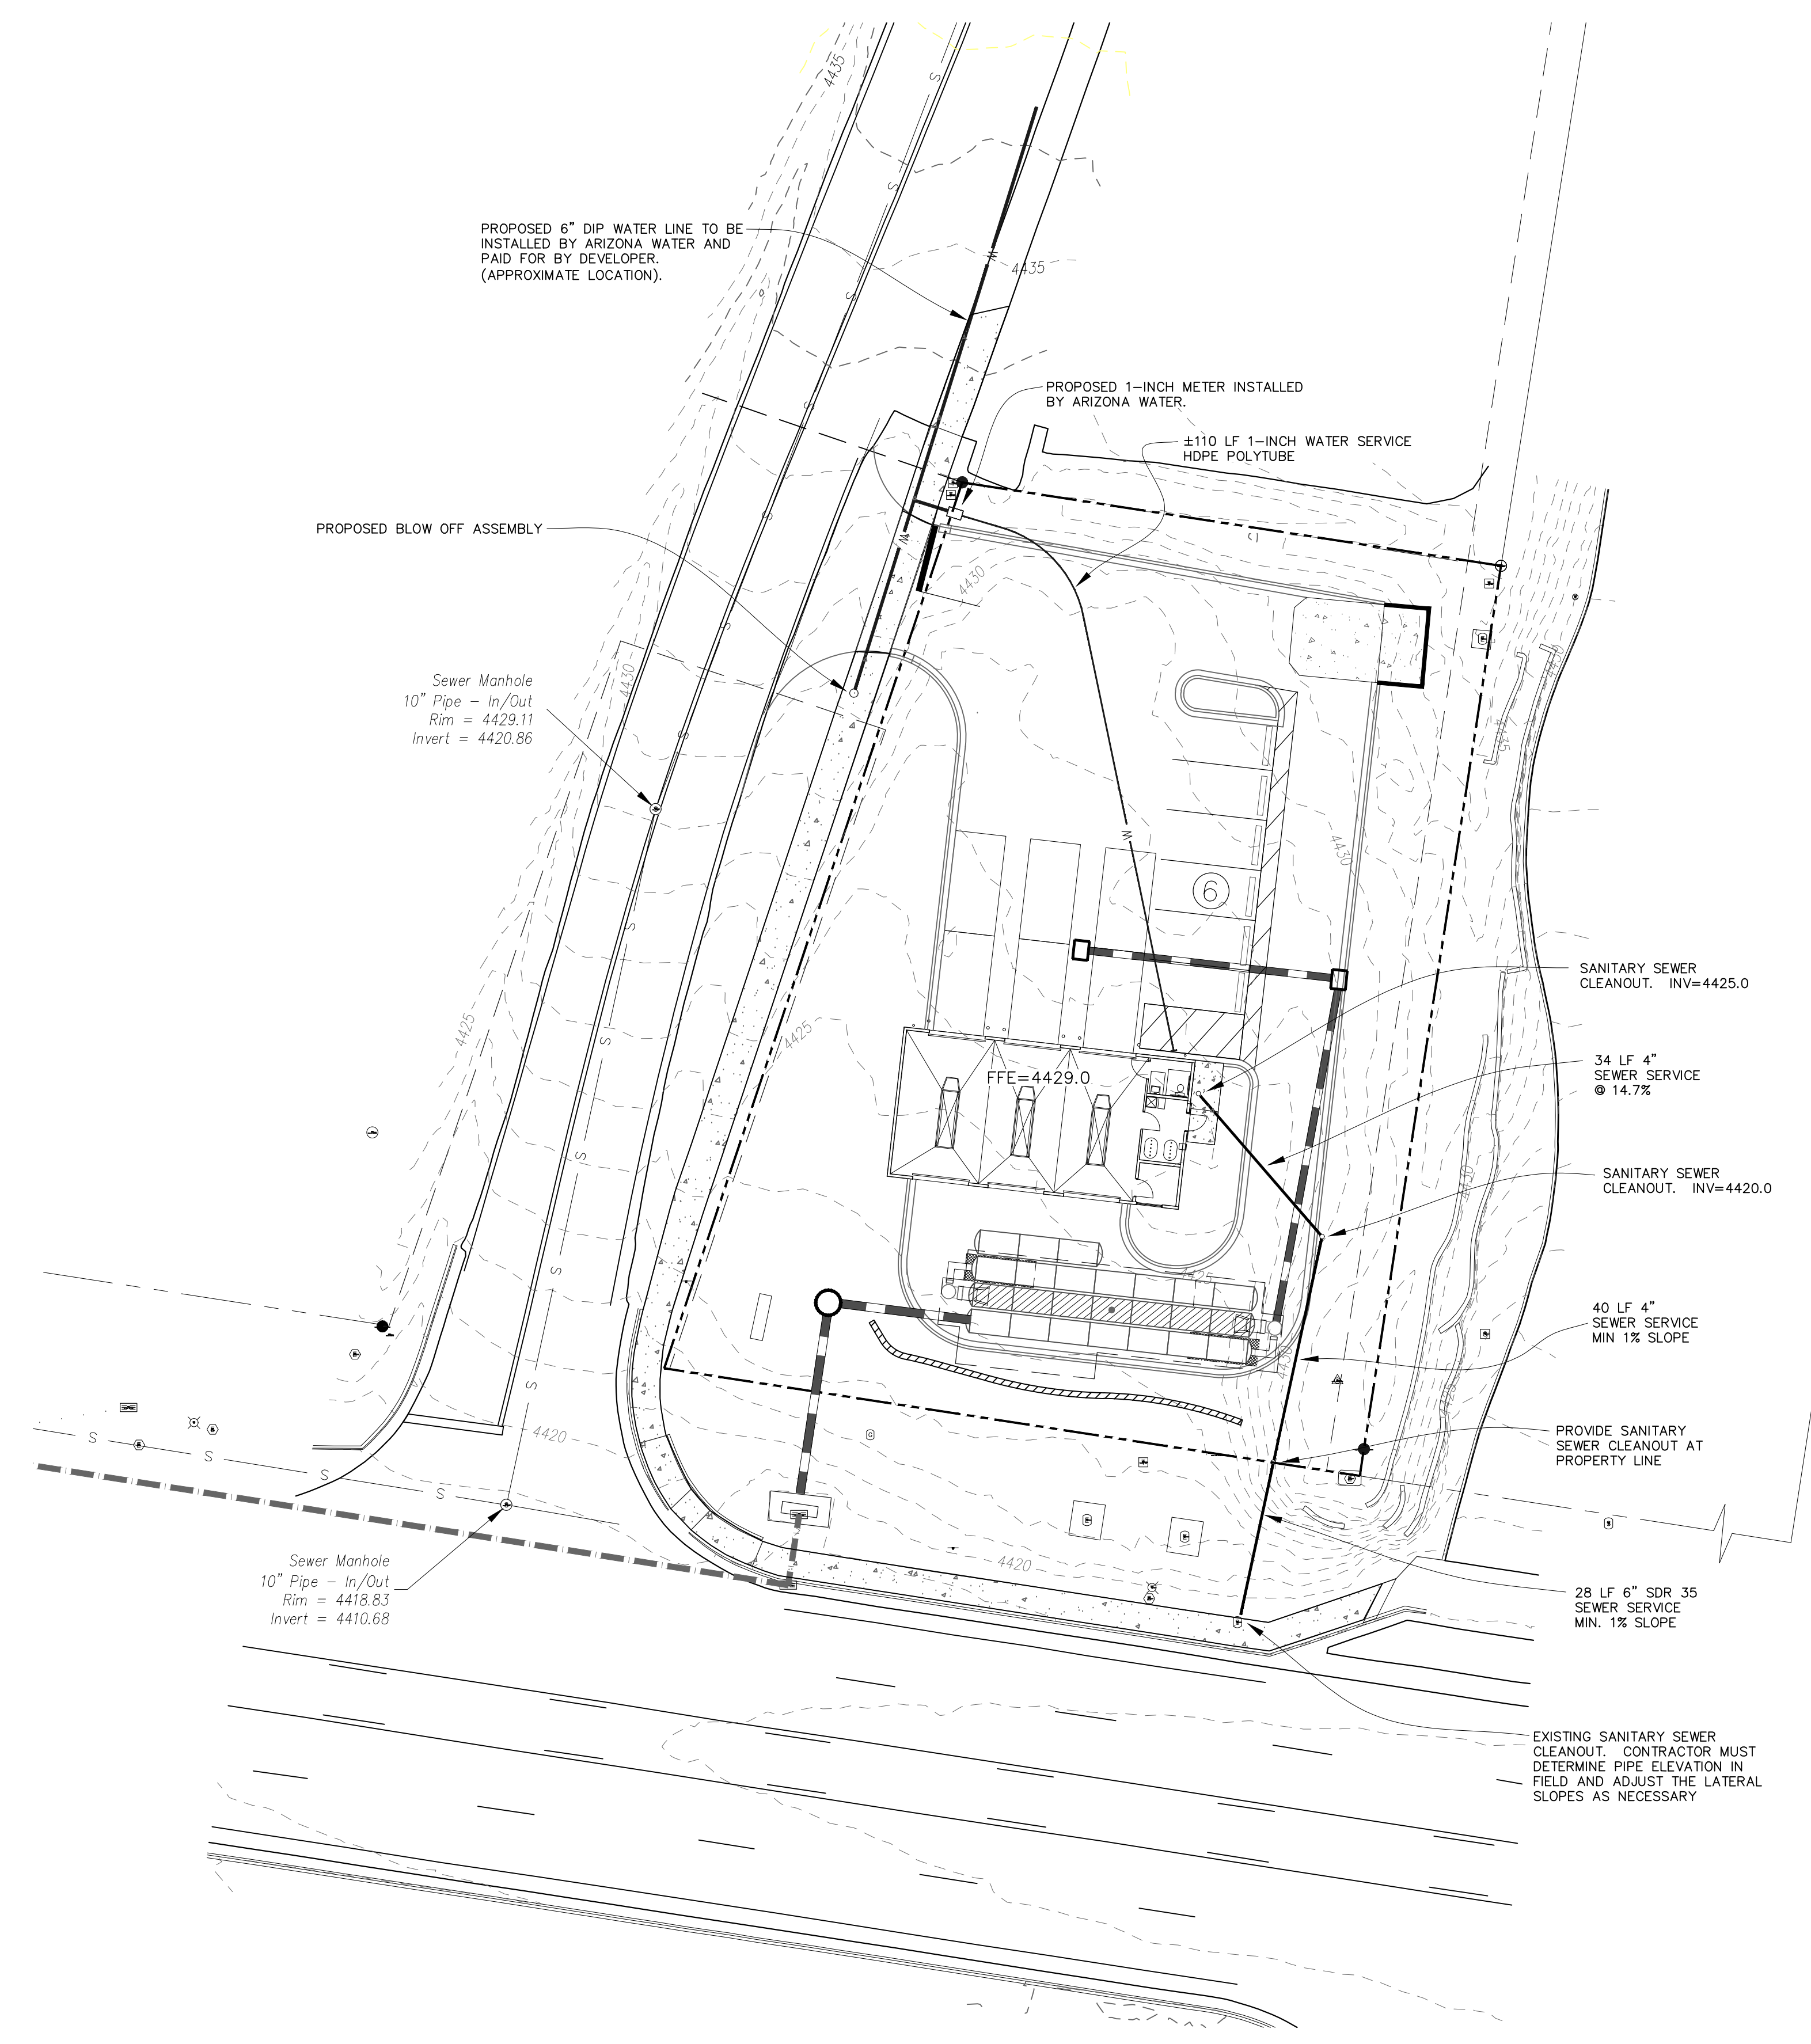 4435
S
S
PROPOSED 6" DIP WATER LINE TO BE
INSTALLED BY ARIZONA WATER AND
PAID FOR BY DEVELOPER.
(APPROXIMATE LOCATION).
W
4435
S
PROPOSED 1-INCH METER INSTALLED
BY ARIZONA WATER.
S
±110 LF 1-INCH WATER SERVICE
HDPE POLYTUBE
PROPOSED BLOW OFF ASSEMBLY
S
W
4430
S
4430
4430
Sewer Manhole
10" Pipe - In/Out
Rim = 4429.11
Invert = 4420.86
S
4435
W
4430
6
S
SANITARY SEWER
CLEANOUT. INV=4425.0
4425
4425
S
34 LF 4"
SEWER SERVICE
@ 14.7%
FFE=4429.0
S
SANITARY SEWER
CLEANOUT. INV=4420.0
4430
S
4425
40 LF 4"
SEWER SERVICE
MIN 1% SLOPE
S
4425
PROVIDE SANITARY
SEWER CLEANOUT AT
PROPERTY LINE
S
S
S
S
4420
G
Sewer Manhole
10" Pipe - In/Out
Rim = 4418.83
Invert = 4410.68
4420
28 LF 6" SDR 35
SEWER SERVICE
MIN. 1% SLOPE
EXISTING SANITARY SEWER
CLEANOUT. CONTRACTOR MUST
DETERMINE PIPE ELEVATION IN
FIELD AND ADJUST THE LATERAL
SLOPES AS NECESSARY